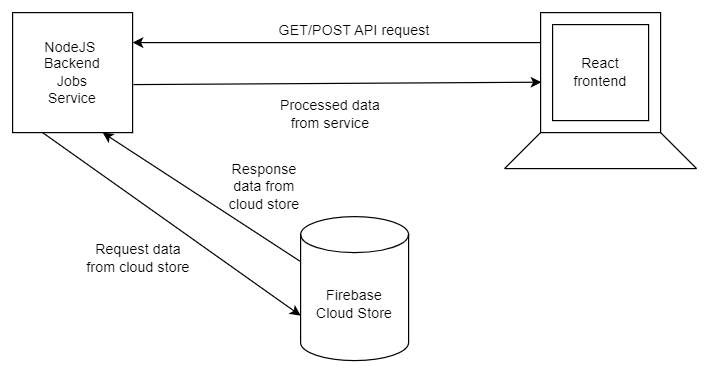 GET/POST API request
NodeJS
Backend
Jobs
Service
React
frontend
Processed data
from service
Response
data from
cloud store
Request data
from cloud store
Firebase
Cloud Store